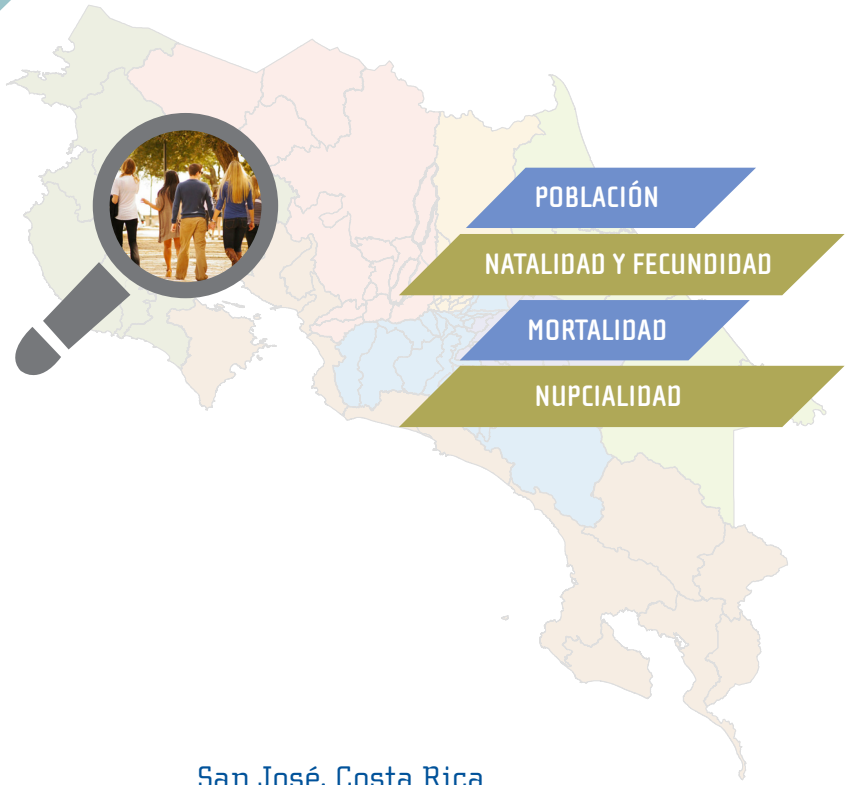 POBLACIÓN
NATALIDAD Y FECUNDIDAD
MORTALIDAD
NUPCIALIDAD
San José, Costa Rica